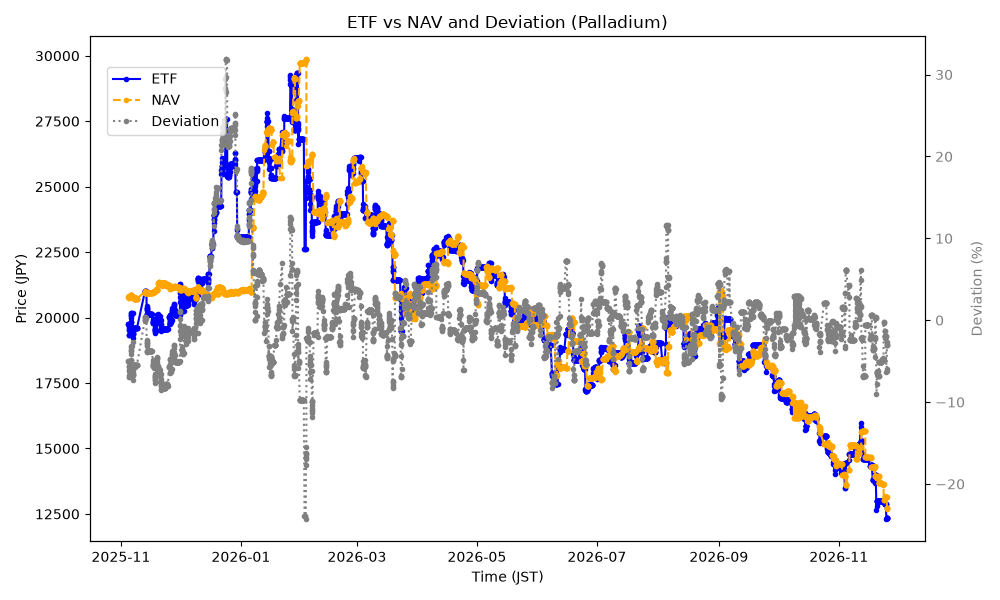 ETF vs NAV and Deviation (Palladium)
ETF
NAV
Deviation
Price (JPY)
30000
27500
25000
22500
20000
17500
15000
12500
30
20
10
0
−10
−20
Deviation (%)
2025-11 2026-01 2026-03 2026-05 2026-07 2026-09 2026-11
Time (JST)